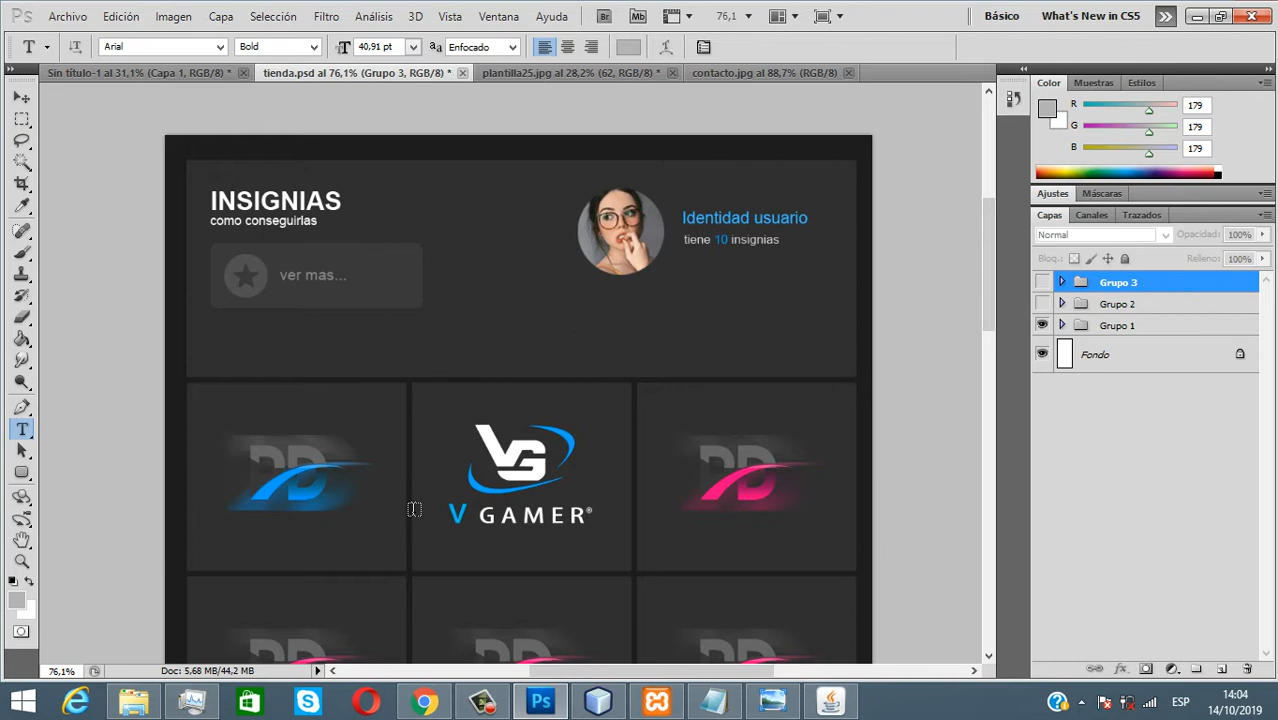 Ps Archivo Edición Imagen Capa Selección Filtro Análisis 3D Vista Ventana Ayuda Br Mb 76,1 Básico What's New in CS5
T Arial Bold 40,91 pt Enfocado
Sin título-1 al 31,1% (Capa 1, RGB/8) * tienda.psd al 76,1% (Grupo 3, RGB/8) * plantilla25.jpg al 28,2% (62, RGB/8) * contacto.jpg al 88,7% (RGB/8)
Color Muestras Estilos
R 179
G 179
B 179
Ajustes Máscaras
Capas Canales Trazados
Normal Opacidad: 100%
Bloq.: Relleno: 100%
Grupo 3
Grupo 2
Grupo 1
Fondo
INSIGNIAS
como conseguirlas
ver mas...
Identidad usuario
tiene 10 insignias
DD
VG
V GAMER®
DD
76,1% Doc: 5,68 MB/44,2 MB
Ps ESP 14:04
14/10/2019